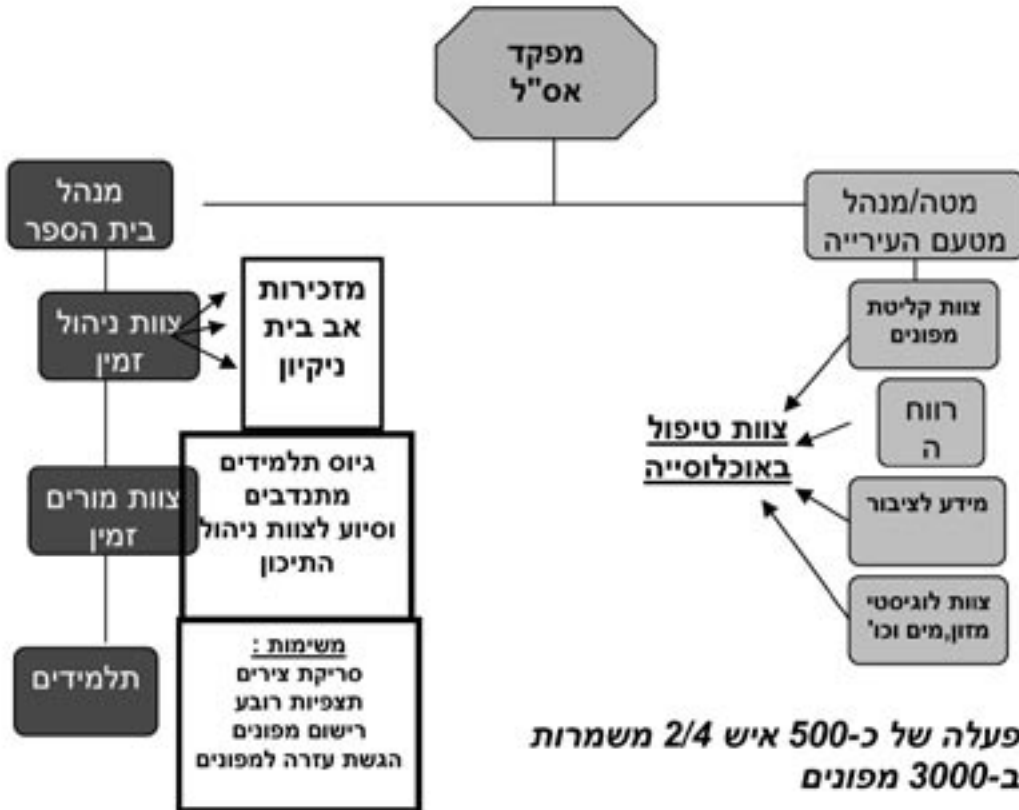 מפקד
אס"ל
מטה/מנהל
מטעם העירייה
צוות קליטת
מפונים
רווח
ה
מידע לציבור
צוות לוגיסטי
מזון,מים וכו'
צוות טיפול
באוכלוסייה
מנהל
בית הספר
צוות ניהול
זמין
צוות מורים
זמין
תלמידים
מזכירות
אב בית
ניקיון
גיוס תלמידים
מתנדבים
וסיוע לצוות ניהול
התיכון
משימות :
סריקת צירים
תצפיות רובע
רישום מפונים
הגשת עזרה למפונים
פעלה של כ-500 איש 2/4 משמרות
ב-3000 מפונים